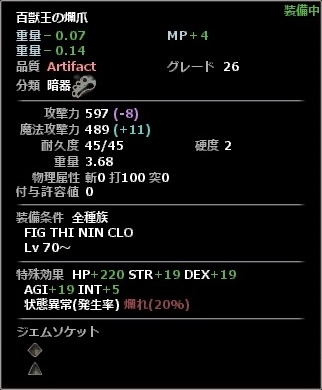 装備中
百獣王の爛爪
重量－0.07 MP+4
重量－0.14
品質 Artifact グレード 26
分類 暗器
攻撃力 597 (-8)
魔法攻撃力 489 (+11)
耐久度 45/45 硬度 2
重量 3.68
物理属性 斬0 打100 突0
付与許容値 0
装備条件 全種族
FIG THI NIN CLO
Lv 70～
特殊効果 HP+220 STR+19 DEX+19
AGI+19 INT+5
状態異常(発生率) 爛れ(20%)
ジェムソケット